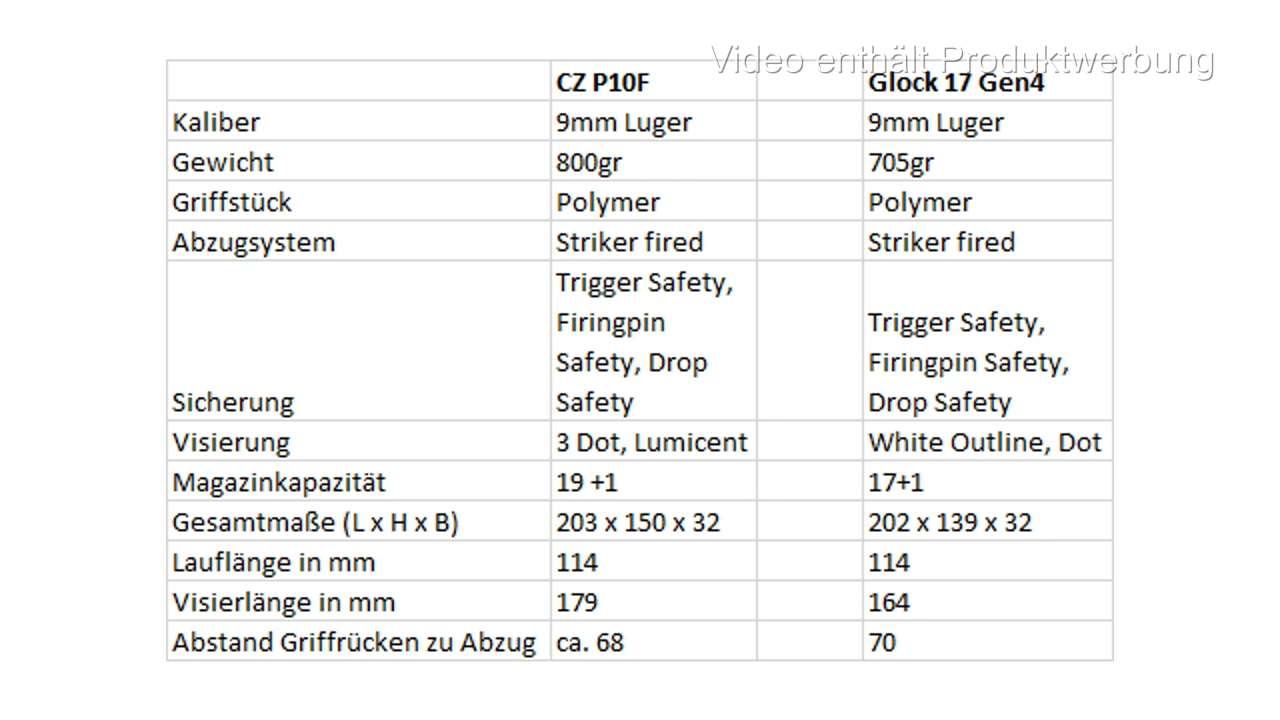 Video enthält Produktwerbung
CZ P10F Glock 17 Gen4
Kaliber 9mm Luger 9mm Luger
Gewicht 800gr 705gr
Griffstück Polymer Polymer
Abzugsystem Striker fired Striker fired
Trigger Safety,
Firingpin Trigger Safety,
Safety, Drop Firingpin Safety,
Sicherung Safety Drop Safety
Visierung 3 Dot, Lumicent White Outline, Dot
Magazinkapazität 19 +1 17+1
Gesamtmaße (L x H x B) 203 x 150 x 32 202 x 139 x 32
Lauflänge in mm 114 114
Visierlänge in mm 179 164
Abstand Griffrücken zu Abzug ca. 68 70